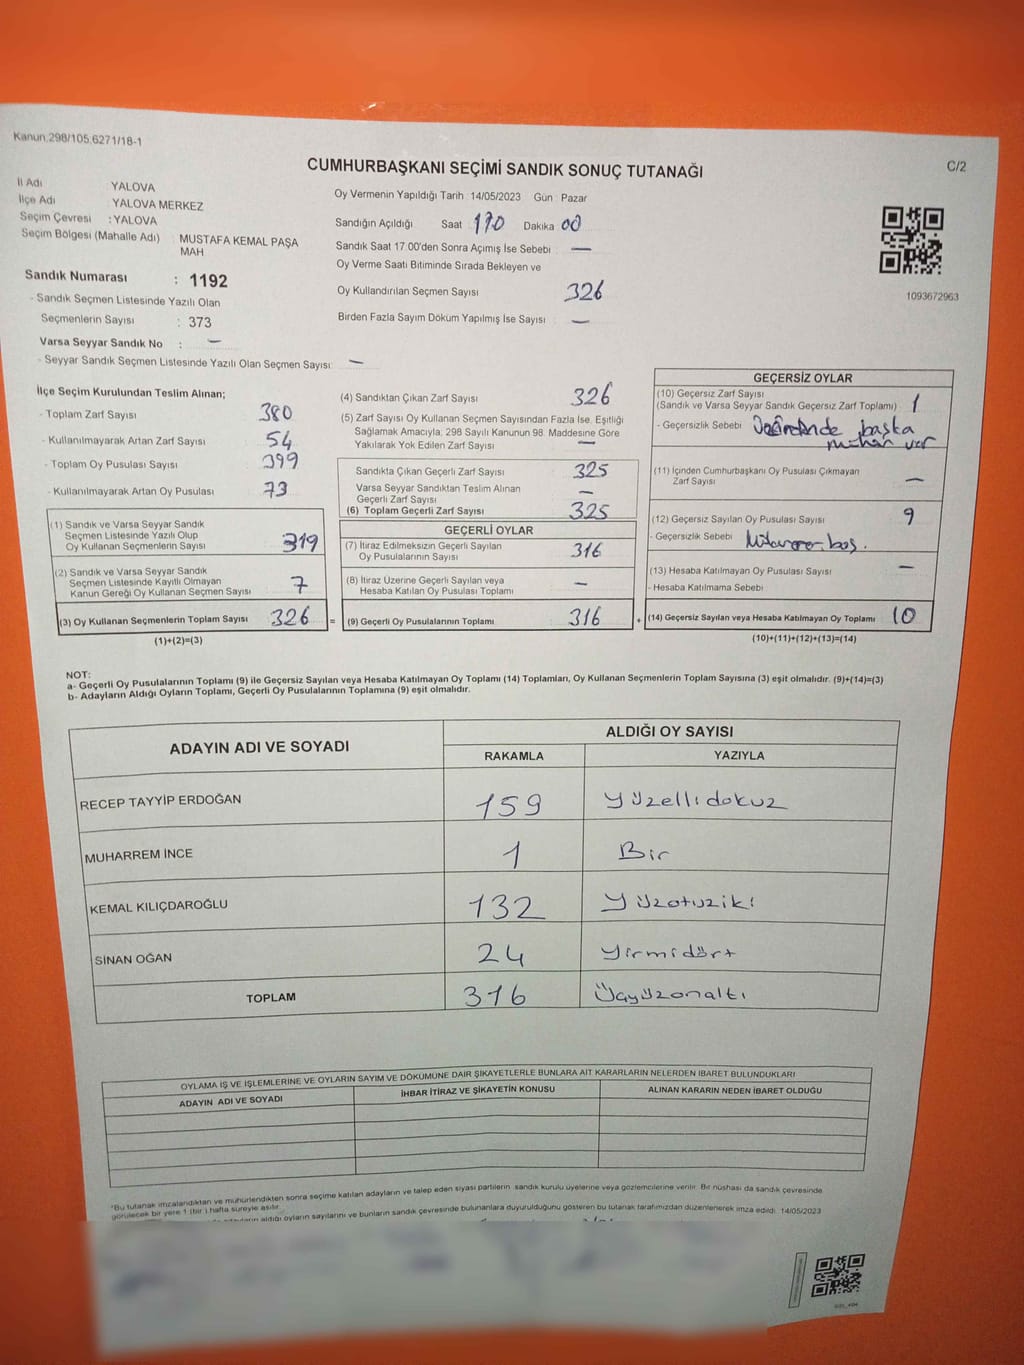 Kanun:298/105,6271/18-1
CUMHURBAŞKANI SEÇİMİ SANDIK SONUÇ TUTANAĞI
C/2
İl Adı YALOVA
İlçe Adı YALOVA MERKEZ
Seçim Çevresi : YALOVA
Seçim Bölgesi (Mahalle Adı) MUSTAFA KEMAL PAŞA
MAH
Sandık Numarası : 1192
- Sandık Seçmen Listesinde Yazılı Olan
Seçmenlerin Sayısı : 373
Varsa Seyyar Sandık No : —
- Seyyar Sandık Seçmen Listesinde Yazılı Olan Seçmen Sayısı: —
Oy Vermenin Yapıldığı Tarih 14/05/2023 Gün : Pazar
Sandığın Açıldığı Saat Dakika 00
Sandık Saat 17.00'den Sonra Açımış İse Sebebi —
Oy Verme Saati Bitiminde Sırada Bekleyen ve
Oy Kullandırılan Seçmen Sayısı 326
Birden Fazla Sayım Döküm Yapılmış İse Sayısı —
1093672963
İlçe Seçim Kurulundan Teslim Alınan;
- Toplam Zarf Sayısı 380
- Kullanılmayarak Artan Zarf Sayısı 54
- Toplam Oy Pusulası Sayısı 399
- Kullanılmayarak Artan Oy Pusulası 73
(1) Sandık ve Varsa Seyyar Sandık
Seçmen Listesinde Yazılı Olup
Oy Kullanan Seçmenlerin Sayısı 319
(2) Sandık ve Varsa Seyyar Sandık
Seçmen Listesinde Kayıtlı Olmayan
Kanun Gereği Oy Kullanan Seçmen Sayısı 7
(3) Oy Kullanan Seçmenlerin Toplam Sayısı 326 =
(1)+(2)=(3)
(4) Sandıktan Çıkan Zarf Sayısı 326
(5) Zarf Sayısı Oy Kullanan Seçmen Sayısından Fazla İse, Eşitliği
Sağlamak Amacıyla, 298 Sayılı Kanunun 98. Maddesine Göre
Yakılarak Yok Edilen Zarf Sayısı —
Sandıkta Çıkan Geçerli Zarf Sayısı 325
Varsa Seyyar Sandıktan Teslim Alınan
Geçerli Zarf Sayısı —
(6) Toplam Geçerli Zarf Sayısı 325
GEÇERLİ OYLAR
(7) İtiraz Edilmeksizin Geçerli Sayılan
Oy Pusulalarının Sayısı 316
(8) İtiraz Üzerine Geçerli Sayılan veya
Hesaba Katılan Oy Pusulası Toplamı —
(9) Geçerli Oy Pusulalarının Toplamı 316 +
GEÇERSİZ OYLAR
(10) Geçersiz Zarf Sayısı
(Sandık ve Varsa Seyyar Sandık Geçersiz Zarf Toplamı) 1
- Geçersizlik Sebebi başka
mühür var
(11) İçinden Cumhurbaşkanı Oy Pusulası Çıkmayan
Zarf Sayısı —
(12) Geçersiz Sayılan Oy Pusulası Sayısı 9
- Geçersizlik Sebebi boş.
(13) Hesaba Katılmayan Oy Pusulası Sayısı —
- Hesaba Katılmama Sebebi
(14) Geçersiz Sayılan veya Hesaba Katılmayan Oy Toplamı 10
(10)+(11)+(12)+(13)=(14)
NOT:
a- Geçerli Oy Pusulalarının Toplamı (9) ile Geçersiz Sayılan veya Hesaba Katılmayan Oy Toplamı (14) Toplamları, Oy Kullanan Seçmenlerin Toplam Sayısına (3) eşit olmalıdır. (9)+(14)=(3)
b- Adayların Aldığı Oyların Toplamı, Geçerli Oy Pusulalarının Toplamına (9) eşit olmalıdır.
ADAYIN ADI VE SOYADI ALDIĞI OY SAYISI
RAKAMLA YAZIYLA
RECEP TAYYİP ERDOĞAN 159 Yüzellidokuz
MUHARREM İNCE 1 Bir
KEMAL KILIÇDAROĞLU 132 Yüzotuziki
SİNAN OĞAN 24 Yirmidört
TOPLAM 316 Üçyüzonaltı
OYLAMA İŞ VE İŞLEMLERİNE VE OYLARIN SAYIM VE DÖKÜMÜNE DAİR ŞİKAYETLERLE BUNLARA AİT KARARLARIN NELERDEN İBARET BULUNDUKLARI
ADAYIN ADI VE SOYADI İHBAR İTİRAZ VE ŞİKAYETİN KONUSU ALINAN KARARIN NEDEN İBARET OLDUĞU
*Bu tutanak imzalandıktan ve mühürlendikten sonra seçime katılan adayların ve talep eden siyasi partilerin sandık kurulu üyelerine veya gözlemcilerine verilir. Bir nüshası da sandık çevresinde
görülecek bir yere 1 (bir ) hafta süreyle asılır.
aldığı oyların sayılarını ve bunların sandık çevresinde bulunanlara duyurulduğunu gösteren bu tutanak tarafımızdan düzenlenerek imza edildi. 14/05/2023